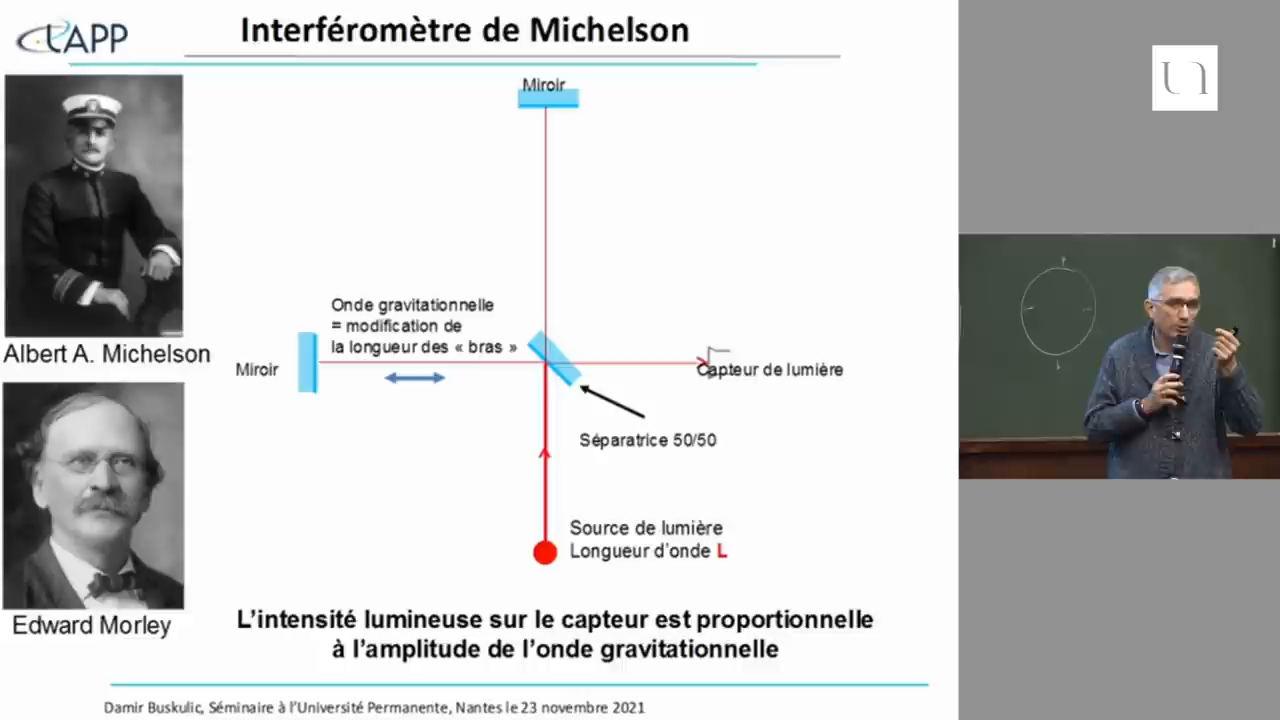 LAPP
Interféromètre de Michelson
Miroir
Albert A. Michelson
Onde gravitationnelle
= modification de
la longueur des « bras »
Miroir
Capteur de lumière
Séparatrice 50/50
Source de lumière
Longueur d’onde L
Edward Morley
L’intensité lumineuse sur le capteur est proportionnelle
à l’amplitude de l’onde gravitationnelle
Damir Buskulic, Séminaire à l’Université Permanente, Nantes le 23 novembre 2021